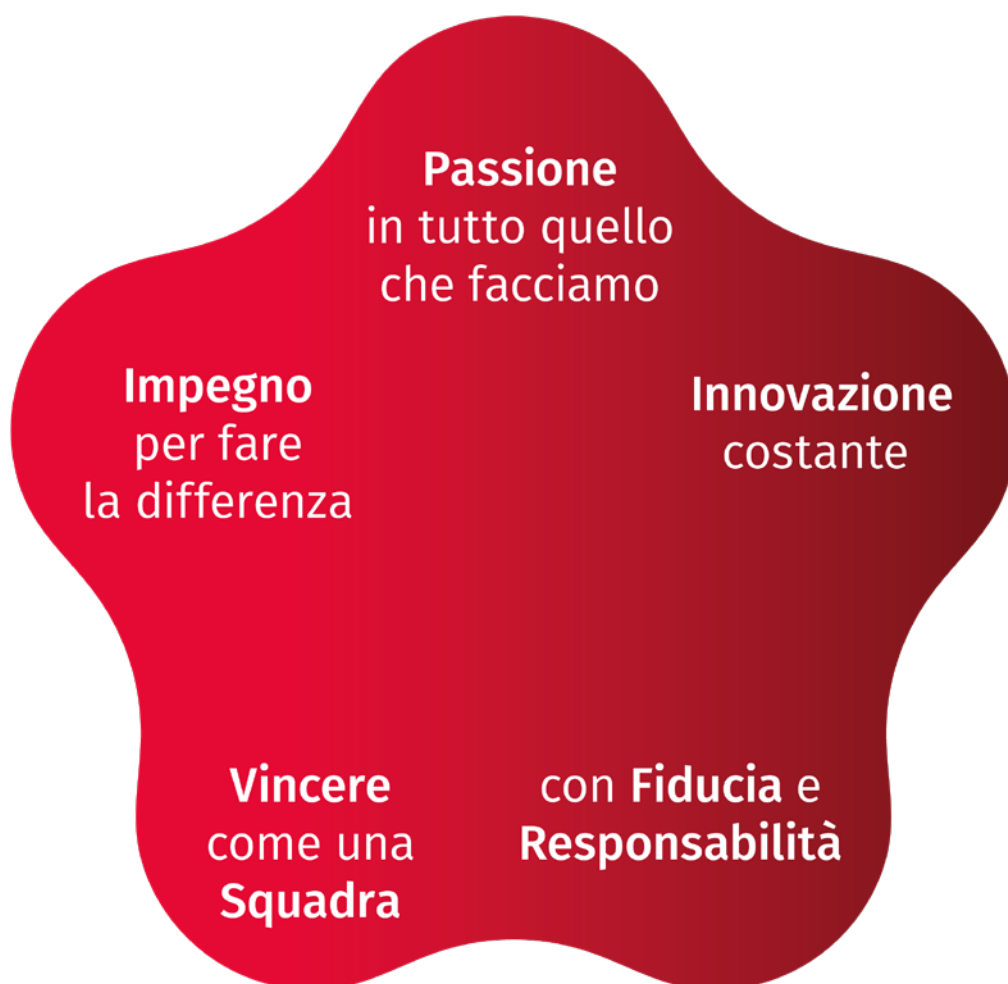 Passione
in tutto quello
che facciamo
Impegno
per fare
la differenza
Innovazione
costante
Vincere
come una
Squadra
con Fiducia e
Responsabilità